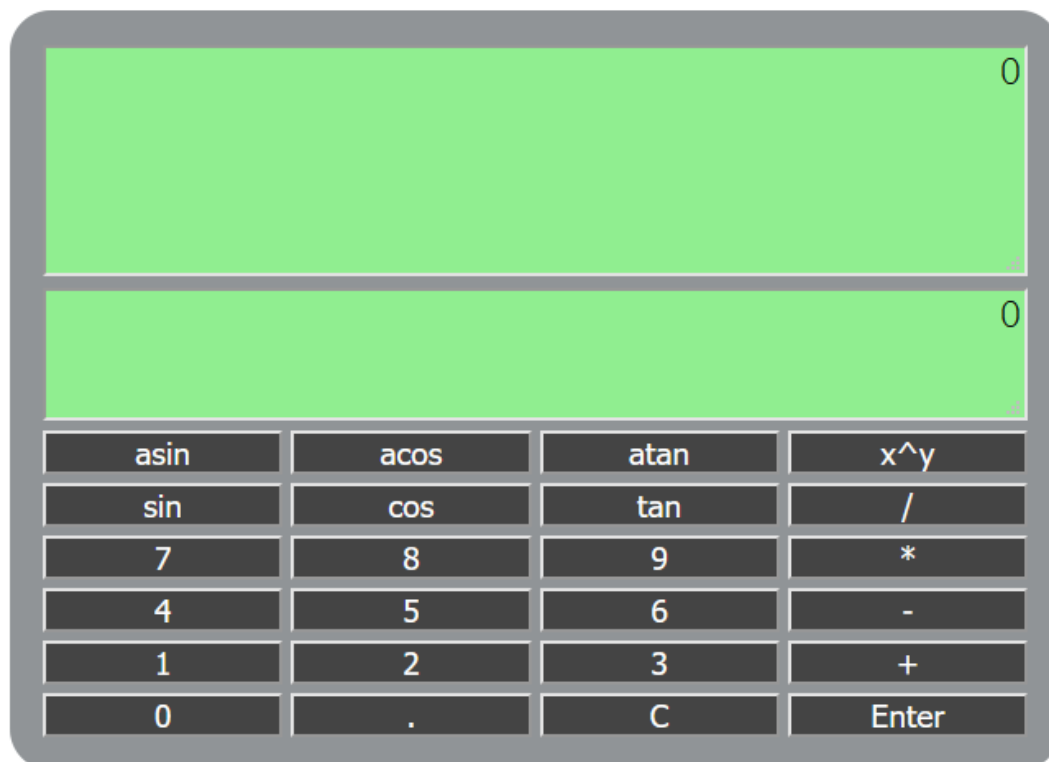 0
0
asin acos atan x^y
sin cos tan /
7 8 9 *
4 5 6 -
1 2 3 +
0 . C Enter